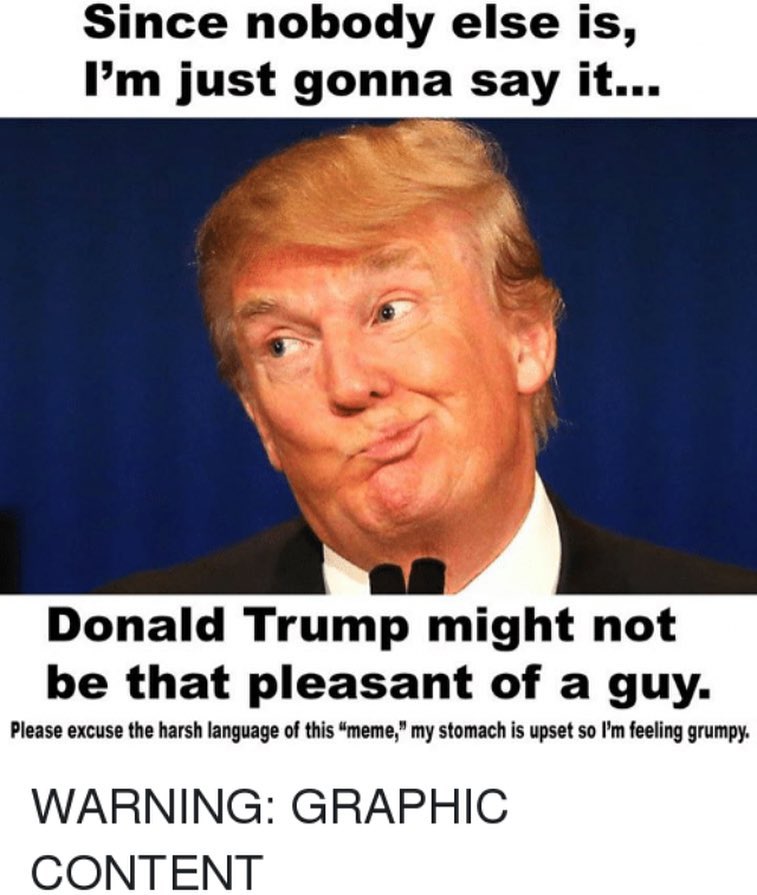 Since nobody else is,
I'm just gonna say it...
Donald Trump might not
be that pleasant of a guy.
Please excuse the harsh language of this “meme,” my stomach is upset so I'm feeling grumpy.
WARNING: GRAPHIC
CONTENT